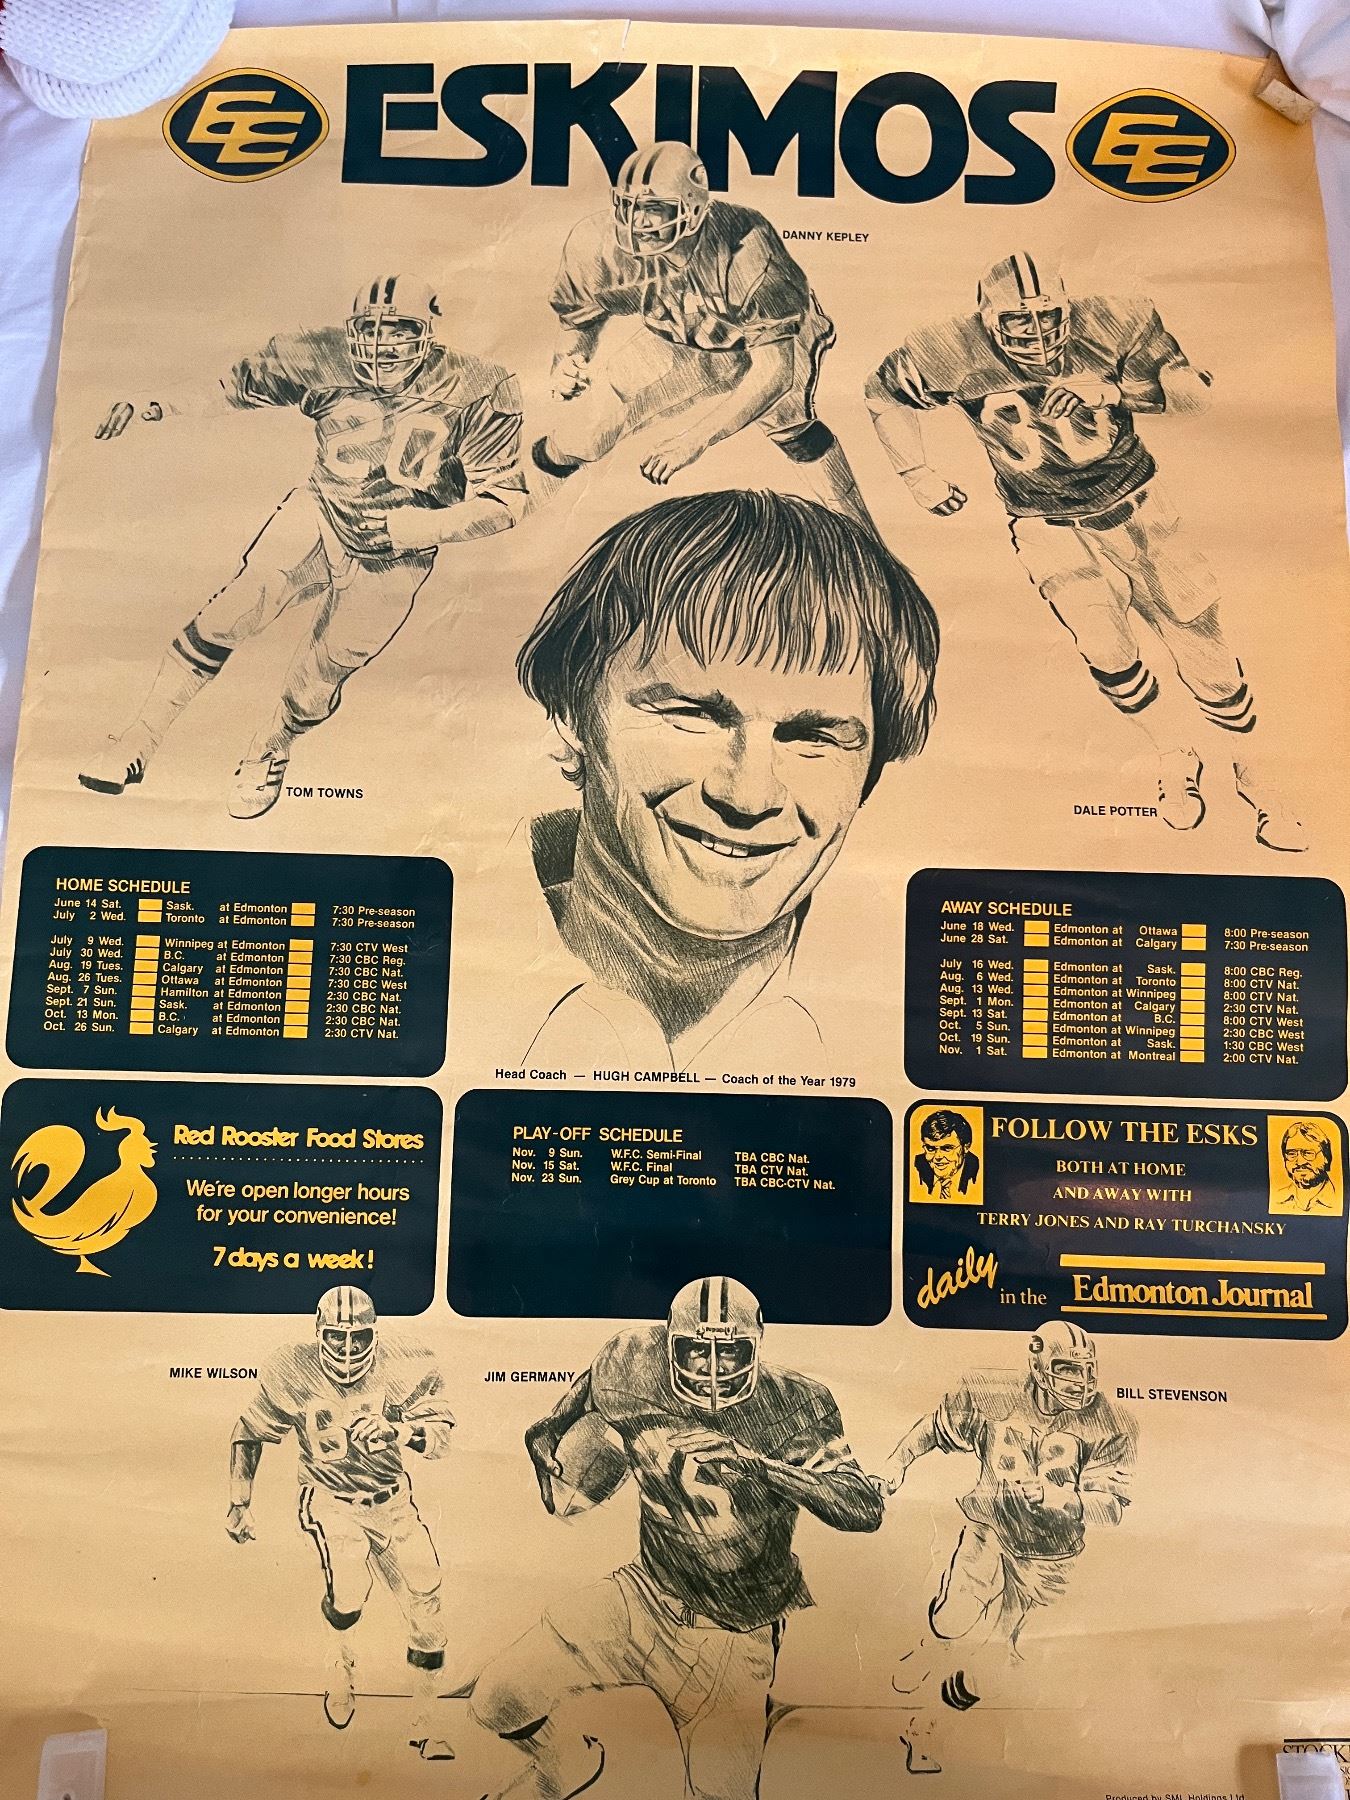 EE ESKIMOS EE
DANNY KEPLEY
20
30
TOM TOWNS
DALE POTTER
HOME SCHEDULE
June 14 Sat. Sask. at Edmonton 7:30 Pre-season
July 2 Wed. Toronto at Edmonton 7:30 Pre-season
July 9 Wed. Winnipeg at Edmonton 7:30 CTV West
July 30 Wed. B.C. at Edmonton 7:30 CBC Reg.
Aug. 19 Tues. Calgary at Edmonton 7:30 CBC Nat.
Aug. 26 Tues. Ottawa at Edmonton 7:30 CBC West
Sept. 7 Sun. Hamilton at Edmonton 2:30 CBC Nat.
Sept. 21 Sun. Sask. at Edmonton 2:30 CBC Nat.
Oct. 13 Mon. B.C. at Edmonton 2:30 CBC Nat.
Oct. 26 Sun. Calgary at Edmonton 2:30 CTV Nat.
AWAY SCHEDULE
June 18 Wed. Edmonton at Ottawa 8:00 Pre-season
June 28 Sat. Edmonton at Calgary 7:30 Pre-season
July 16 Wed. Edmonton at Sask. 8:00 CBC Reg.
Aug. 6 Wed. Edmonton at Toronto 8:00 CTV Nat.
Aug. 13 Wed. Edmonton at Winnipeg 8:00 CTV Nat.
Sept. 1 Mon. Edmonton at Calgary 2:30 CTV Nat.
Sept. 13 Sat. Edmonton at B.C. 8:00 CTV West
Oct. 5 Sun. Edmonton at Winnipeg 2:30 CBC West
Oct. 19 Sun. Edmonton at Sask. 1:30 CBC West
Nov. 1 Sat. Edmonton at Montreal 2:00 CTV Nat.
Head Coach — HUGH CAMPBELL — Coach of the Year 1979
Red Rooster Food Stores
We're open longer hours
for your convenience!
7 days a week!
PLAY-OFF SCHEDULE
Nov. 9 Sun. W.F.C. Semi-Final TBA CBC Nat.
Nov. 15 Sat. W.F.C. Final TBA CTV Nat.
Nov. 23 Sun. Grey Cup at Toronto TBA CBC-CTV Nat.
FOLLOW THE ESKS
BOTH AT HOME
AND AWAY WITH
TERRY JONES AND RAY TURCHANSKY
daily in the Edmonton Journal
MIKE WILSON
JIM GERMANY
BILL STEVENSON
Produced by SML Holdings Ltd.